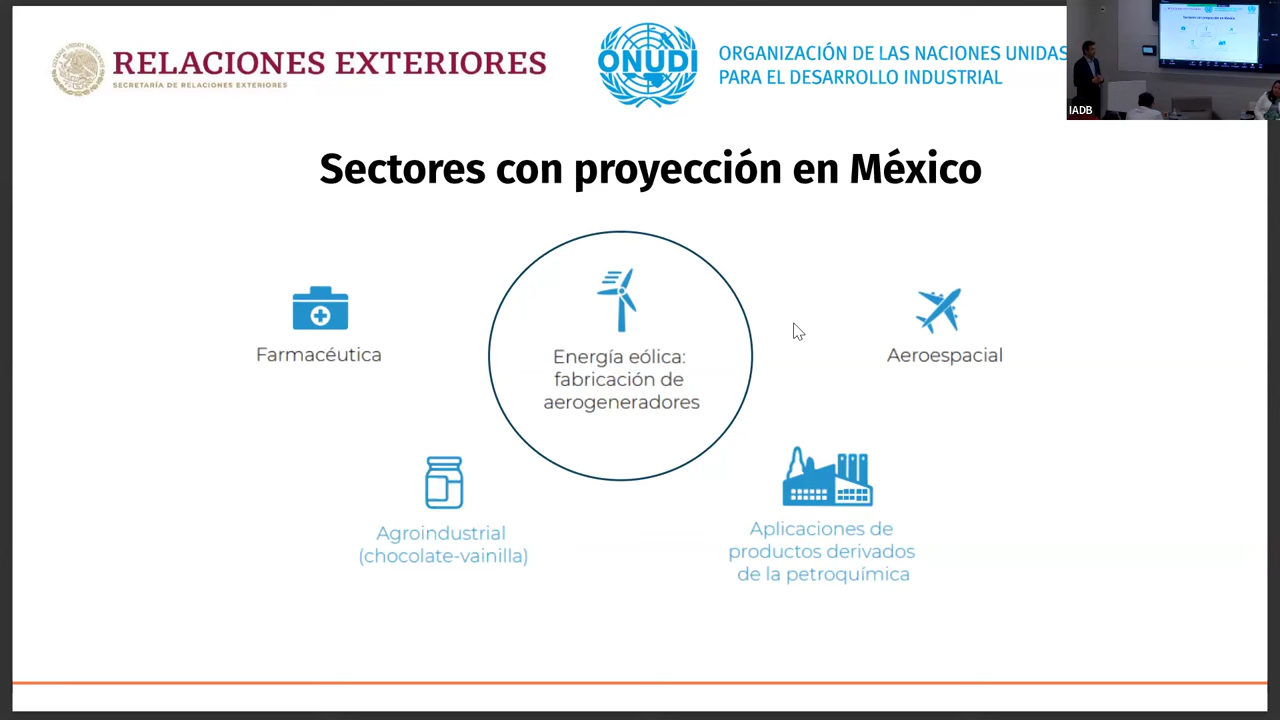 RELACIONES EXTERIORES
SECRETARÍA DE RELACIONES EXTERIORES
ONUDI
ORGANIZACIÓN DE LAS NACIONES UNIDAS
PARA EL DESARROLLO INDUSTRIAL
IADB
Sectores con proyección en México
Farmacéutica
Energía eólica:
fabricación de
aerogeneradores
Aeroespacial
Agroindustrial
(chocolate-vainilla)
Aplicaciones de
productos derivados
de la petroquímica